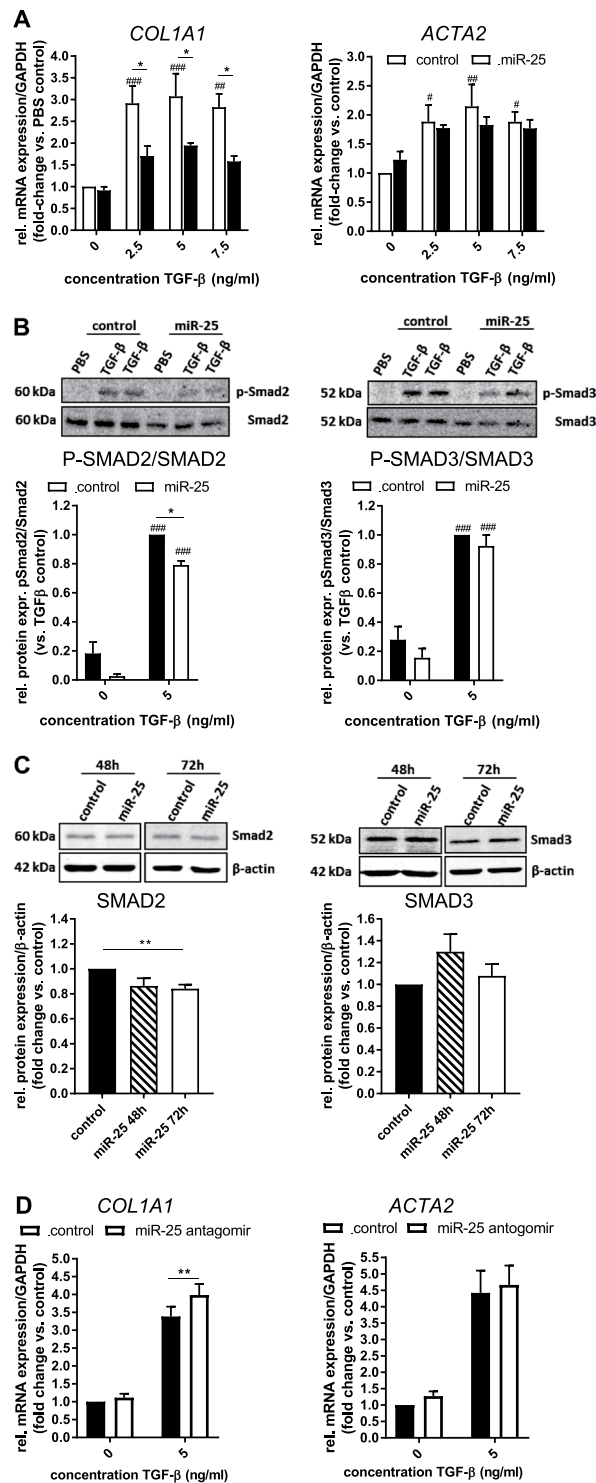 A
COL1A1
rel. mRNA expression/GAPDH
(fold-change vs. PBS control)
4.0
3.5
3.0
2.5
2.0
1.5
1.0
0.5
0.0
###
*
###
*
##
*
0
2.5
5
7.5
concentration TGF-β (ng/ml)
ACTA2
control
miR-25
rel. mRNA expression/GAPDH
(fold-change vs. control)
3.5
3.0
2.5
2.0
1.5
1.0
0.5
0.0
#
##
#
0
2.5
5
7.5
concentration TGF-β (ng/ml)
B
control
miR-25
PBS
TGF-β
TGF-β
PBS
TGF-β
TGF-β
60 kDa
p-Smad2
60 kDa
Smad2
P-SMAD2/SMAD2
control
miR-25
rel. protein expr. pSmad2/Smad2
(vs. TGFβ control)
1.2
1.0
0.8
0.6
0.4
0.2
0.0
###
*
###
0
5
concentration TGF-β (ng/ml)
control
miR-25
PBS
TGF-β
TGF-β
PBS
TGF-β
TGF-β
52 kDa
p-Smad3
52 kDa
Smad3
P-SMAD3/SMAD3
control
miR-25
rel. protein expr. pSmad3/Smad3
(vs. TGFβ control)
1.2
1.0
0.8
0.6
0.4
0.2
0.0
###
###
0
5
concentration TGF-β (ng/ml)
C
48h
72h
control
miR-25
control
miR-25
60 kDa
Smad2
42 kDa
β-actin
SMAD2
rel. protein expression/β-actin
(fold change vs. control)
1.4
1.2
1.0
0.8
0.6
0.4
0.2
0.0
**
control
miR-25 48h
miR-25 72h
48h
72h
control
miR-25
control
miR-25
52 kDa
Smad3
42 kDa
β-actin
SMAD3
rel. protein expression/β-actin
(fold change vs. control)
1.6
1.4
1.2
1.0
0.8
0.6
0.4
0.2
0.0
control
miR-25 48h
miR-25 72h
D
COL1A1
control
miR-25 antagomir
rel. mRNA expression/GAPDH
(fold change vs. control)
5.0
4.5
4.0
3.5
3.0
2.5
2.0
1.5
1.0
0.5
0.0
**
0
5
concentration TGF-β (ng/ml)
ACTA2
control
miR-25 antogomir
rel. mRNA expression/GAPDH
(fold change vs. control)
5.5
5.0
4.5
4.0
3.5
3.0
2.5
2.0
1.5
1.0
0.5
0.0
0
5
concentration TGF-β (ng/ml)